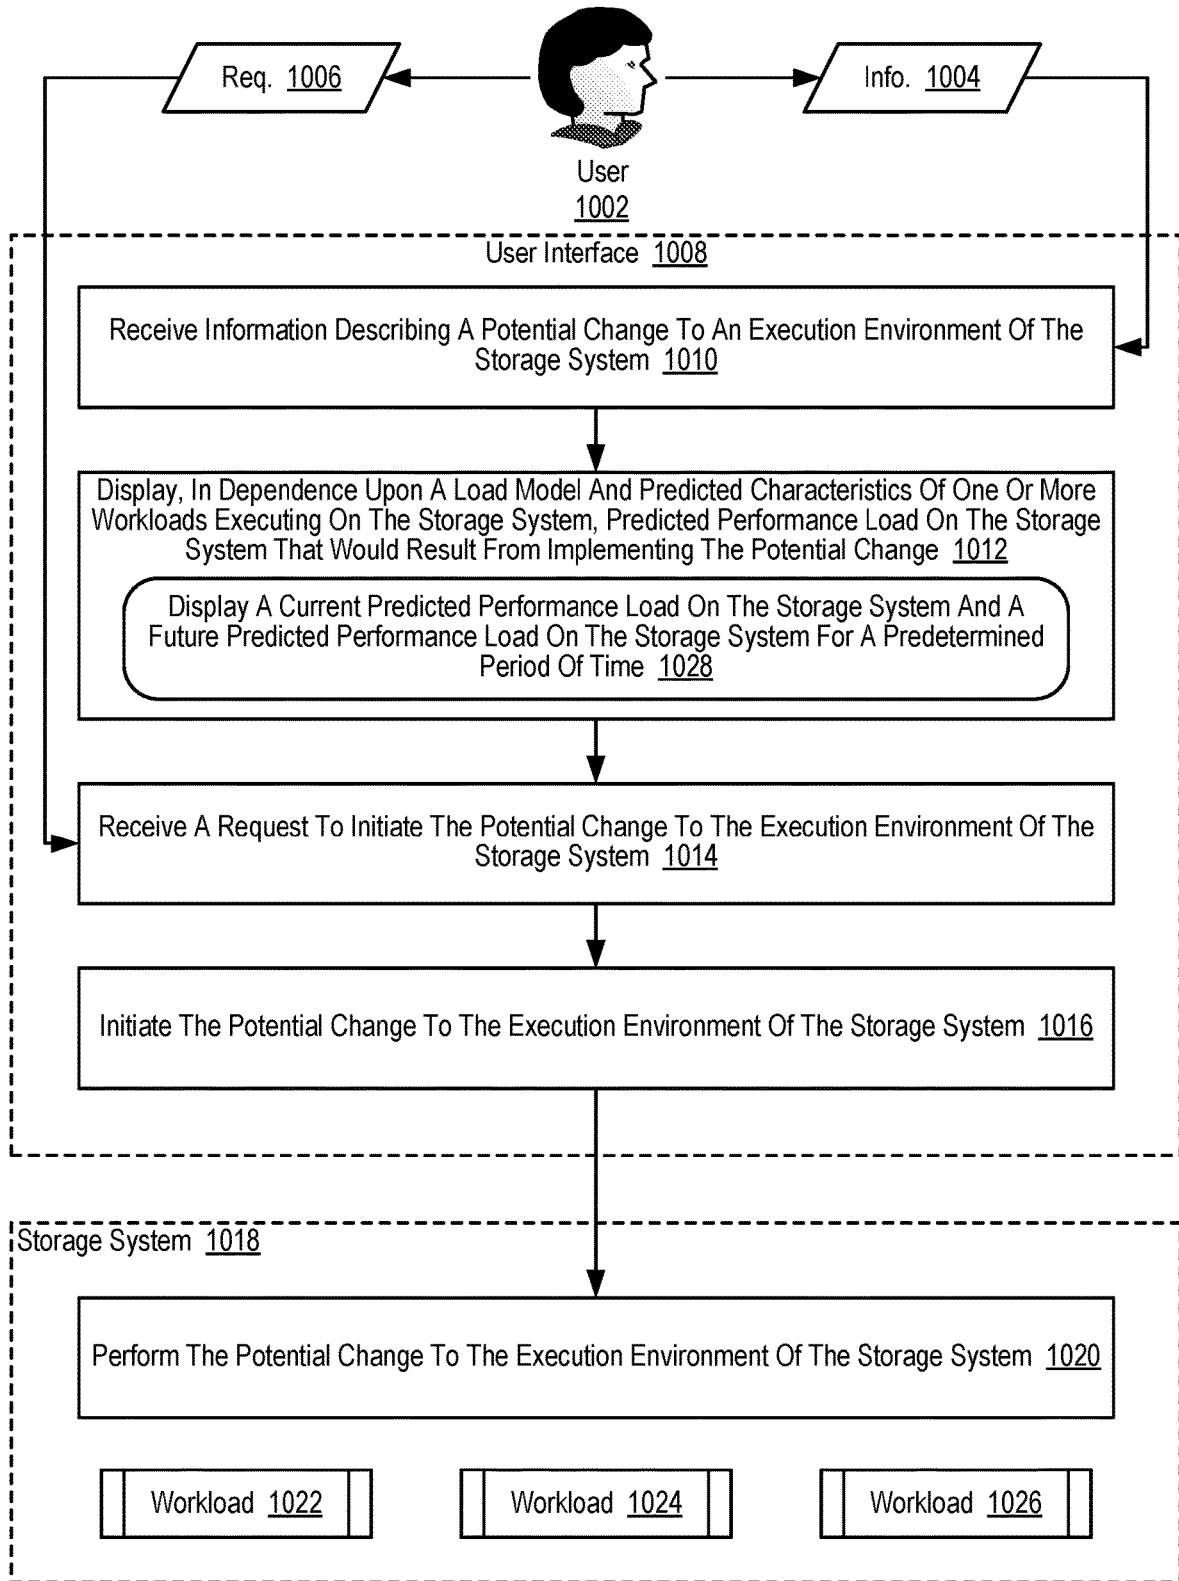 Req. 1006
Info. 1004
User
1002
User Interface 1008
Receive Information Describing A Potential Change To An Execution Environment Of The
Storage System 1010
Display, In Dependence Upon A Load Model And Predicted Characteristics Of One Or More
Workloads Executing On The Storage System, Predicted Performance Load On The Storage
System That Would Result From Implementing The Potential Change 1012
Display A Current Predicted Performance Load On The Storage System And A
Future Predicted Performance Load On The Storage System For A Predetermined
Period Of Time 1028
Receive A Request To Initiate The Potential Change To The Execution Environment Of The
Storage System 1014
Initiate The Potential Change To The Execution Environment Of The Storage System 1016
Storage System 1018
Perform The Potential Change To The Execution Environment Of The Storage System 1020
Workload 1022
Workload 1024
Workload 1026